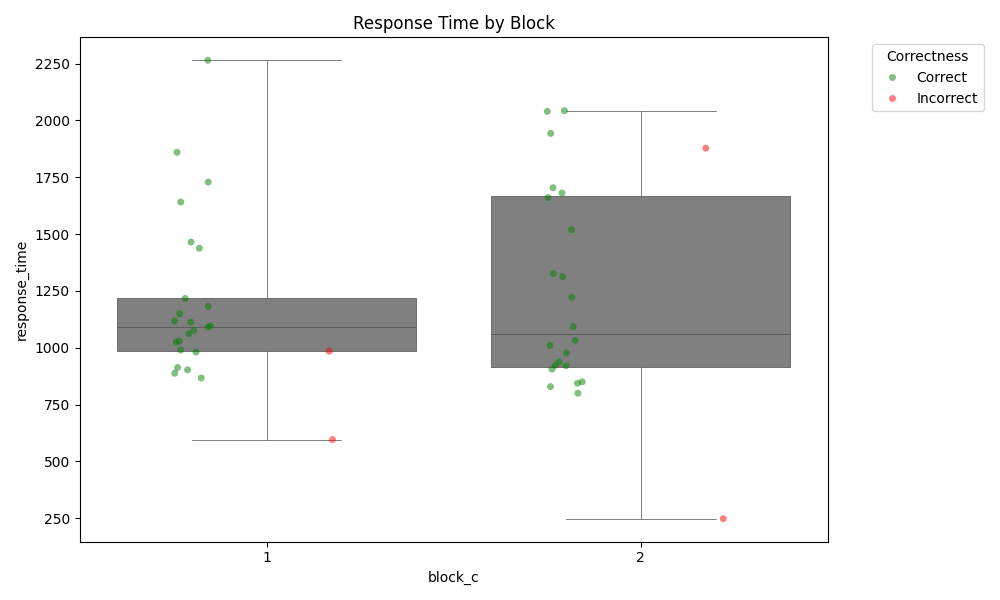 Response Time by Block
Correctness
Correct
Incorrect
response_time
2250
2000
1750
1500
1250
1000
750
500
250
1
2
block_c